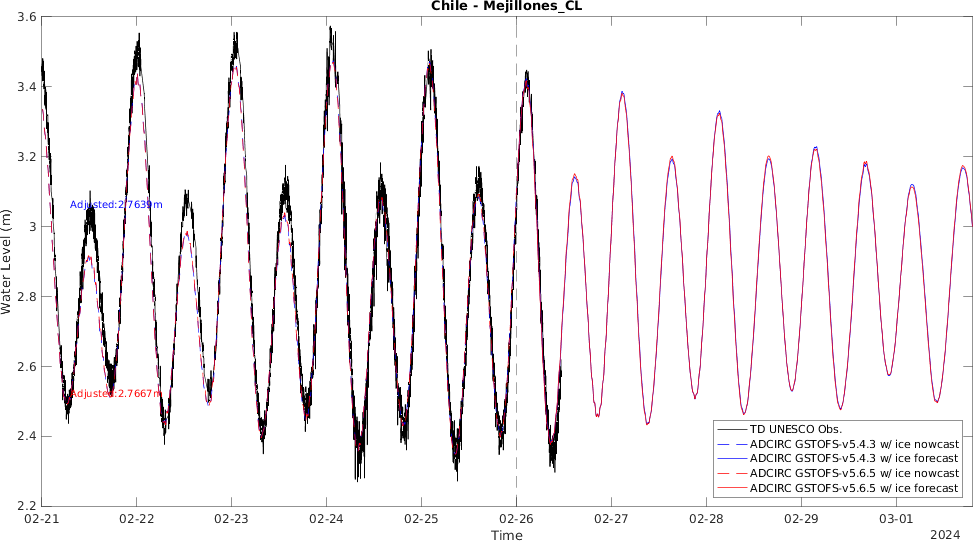 Chile - Mejillones_CL
3.6
3.4
3.2
3
2.8
2.6
2.4
2.2
Water Level (m)
Adjusted:2.7639m
Adjusted:2.7667m
TD UNESCO Obs.
ADCIRC GSTOFS-v5.4.3 w/ ice nowcast
ADCIRC GSTOFS-v5.4.3 w/ ice forecast
ADCIRC GSTOFS-v5.6.5 w/ ice nowcast
ADCIRC GSTOFS-v5.6.5 w/ ice forecast
02-21 02-22 02-23 02-24 02-25 02-26 02-27 02-28 02-29 03-01
Time
2024